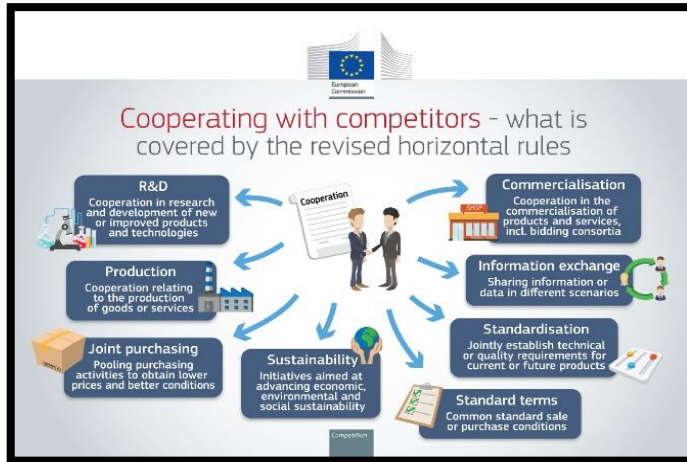 European
Commission
Cooperating with competitors - what is
covered by the revised horizontal rules
R&D
Cooperation in research
and development of new
or improved products
and technologies
Production
Cooperation relating to
the production
of goods or services
Joint purchasing
Pooling purchasing
activities to obtain lower
prices and better conditions
Sustainability
Initiatives aimed at
advancing economic,
environmental and
social sustainability
Cooperation
Commercialisation
Cooperation in the
commercialisation of
products and services,
incl. bidding consortia
SHOP
Information exchange
Sharing information or
data in different scenarios
Standardisation
Jointly establish technical
or quality requirements for
current or future products
Standard terms
Common standard sale
or purchase conditions
Competition